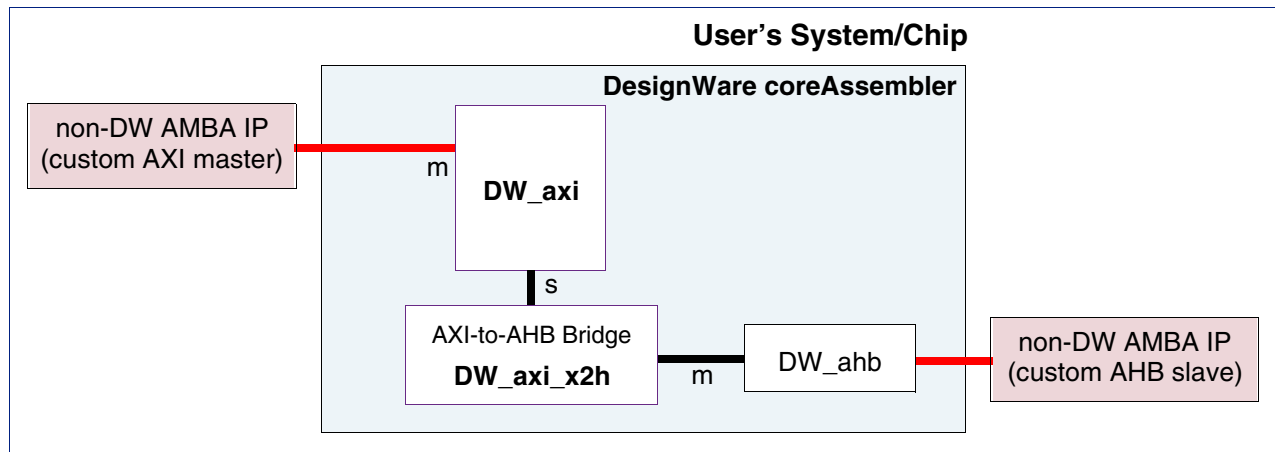 User's System/Chip
DesignWare coreAssembler
non-DW AMBA IP
(custom AXI master)
m
DW_axi
s
AXI-to-AHB Bridge
DW_axi_x2h
m
DW_ahb
non-DW AMBA IP
(custom AHB slave)